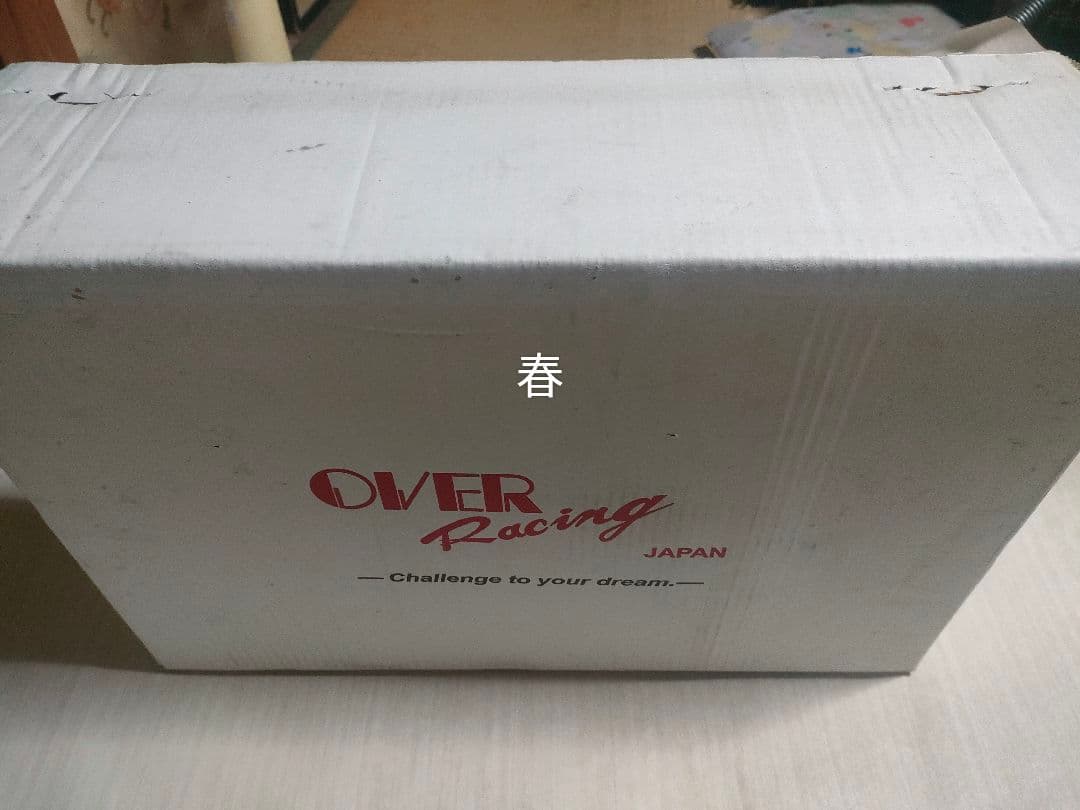 春
OVER
Racing
JAPAN
—Challenge to your dream.—